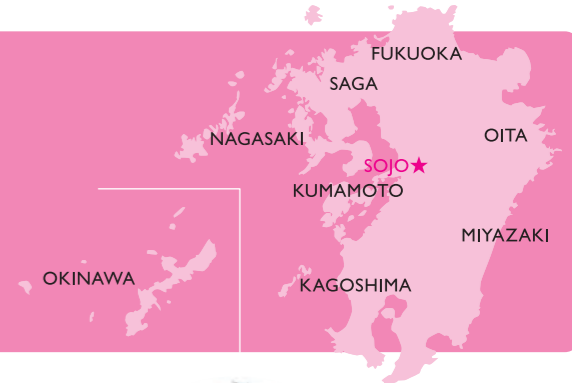 FUKUOKA
SAGA
NAGASAKI
OITA
SOJO★
KUMAMOTO
MIYAZAKI
OKINAWA
KAGOSHIMA